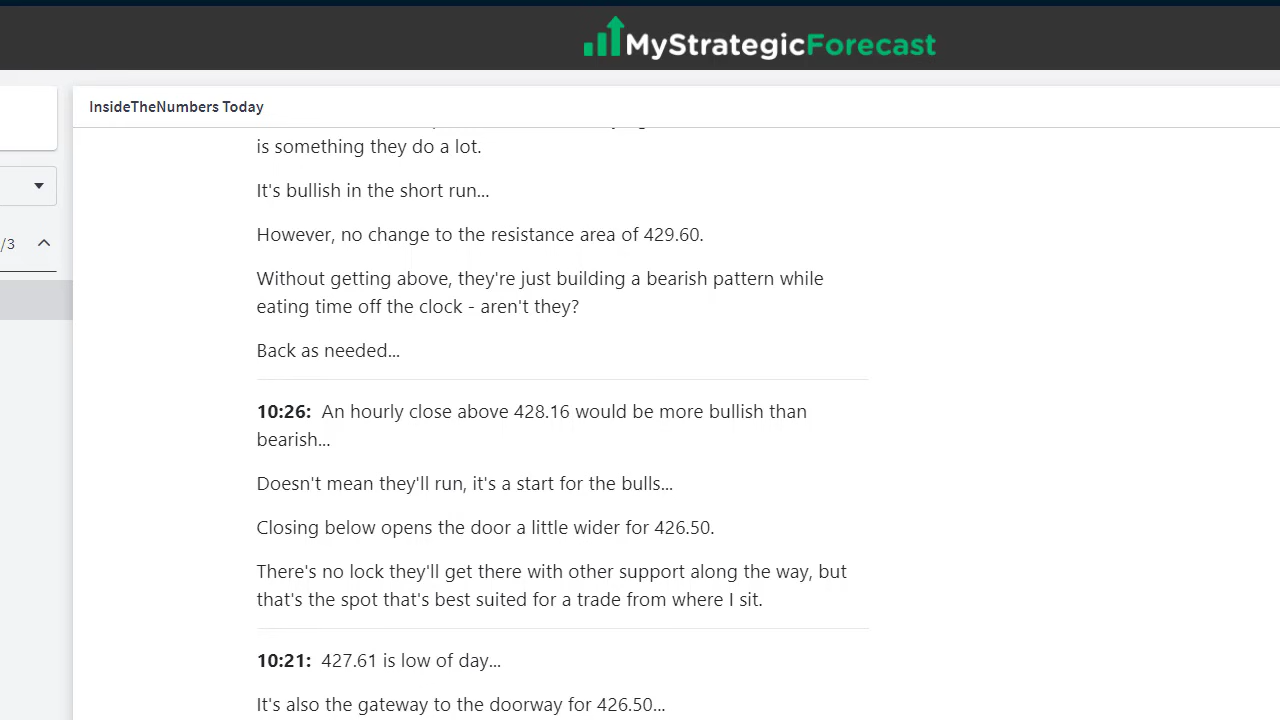 MyStrategicForecast
InsideTheNumbers Today
is something they do a lot.
It's bullish in the short run...
/3
However, no change to the resistance area of 429.60.
Without getting above, they're just building a bearish pattern while
eating time off the clock - aren't they?
Back as needed...
10:26: An hourly close above 428.16 would be more bullish than
bearish...
Doesn't mean they'll run, it's a start for the bulls...
Closing below opens the door a little wider for 426.50.
There's no lock they'll get there with other support along the way, but
that's the spot that's best suited for a trade from where I sit.
10:21: 427.61 is low of day...
It's also the gateway to the doorway for 426.50...